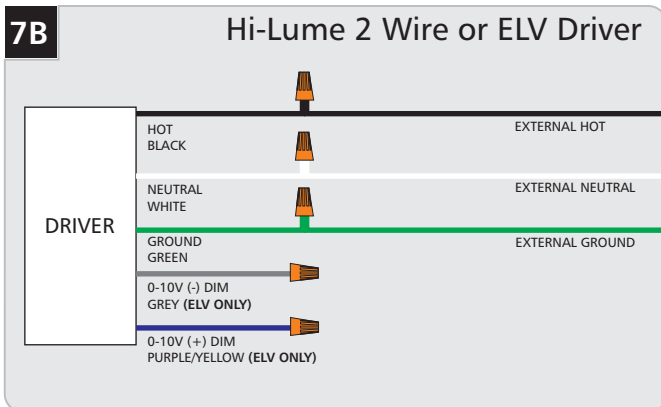 7B
Hi-Lume 2 Wire or ELV Driver
DRIVER
HOT
BLACK
EXTERNAL HOT
NEUTRAL
WHITE
EXTERNAL NEUTRAL
GROUND
GREEN
EXTERNAL GROUND
0-10V (-) DIM
GREY (ELV ONLY)
0-10V (+) DIM
PURPLE/YELLOW (ELV ONLY)